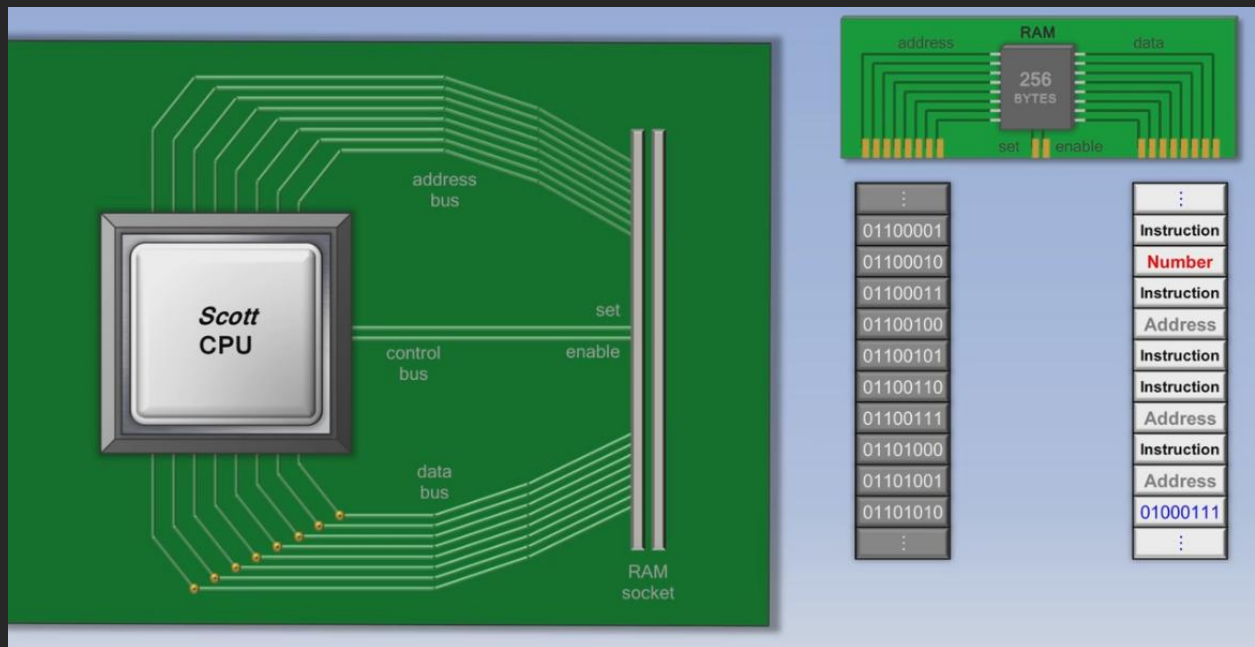 address
bus
Scott
CPU
set
control
bus
enable
data
bus
RAM
socket
RAM
address
data
256
BYTES
set
enable
⋮
⋮
01100001
Instruction
01100010
Number
01100011
Instruction
01100100
Address
01100101
Instruction
01100110
Instruction
01100111
Address
01101000
Instruction
01101001
Address
01101010
01000111
⋮
⋮